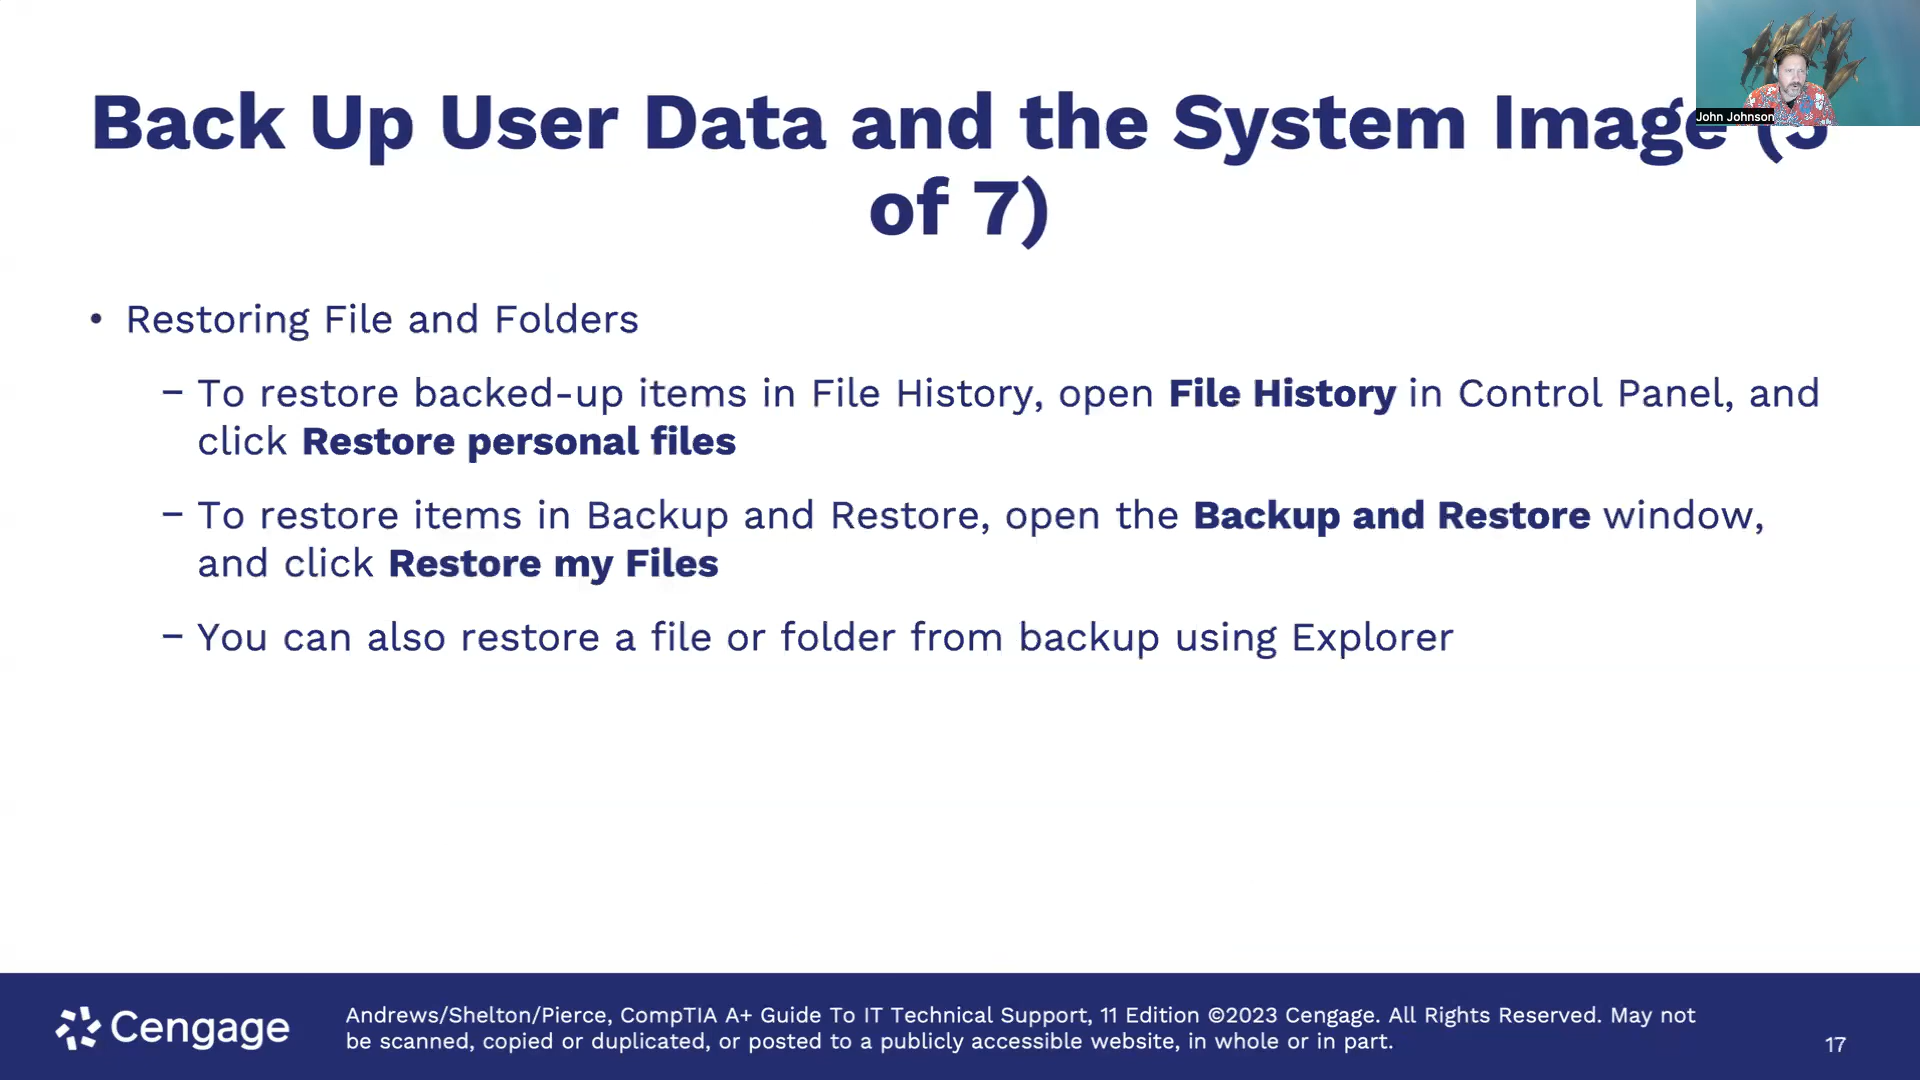 John Johnson
Back Up User Data and the System Image (5
of 7)
• Restoring File and Folders
– To restore backed-up items in File History, open File History in Control Panel, and
click Restore personal files
– To restore items in Backup and Restore, open the Backup and Restore window,
and click Restore my Files
– You can also restore a file or folder from backup using Explorer
Cengage
Andrews/Shelton/Pierce, CompTIA A+ Guide To IT Technical Support, 11 Edition ©2023 Cengage. All Rights Reserved. May not
be scanned, copied or duplicated, or posted to a publicly accessible website, in whole or in part.
17